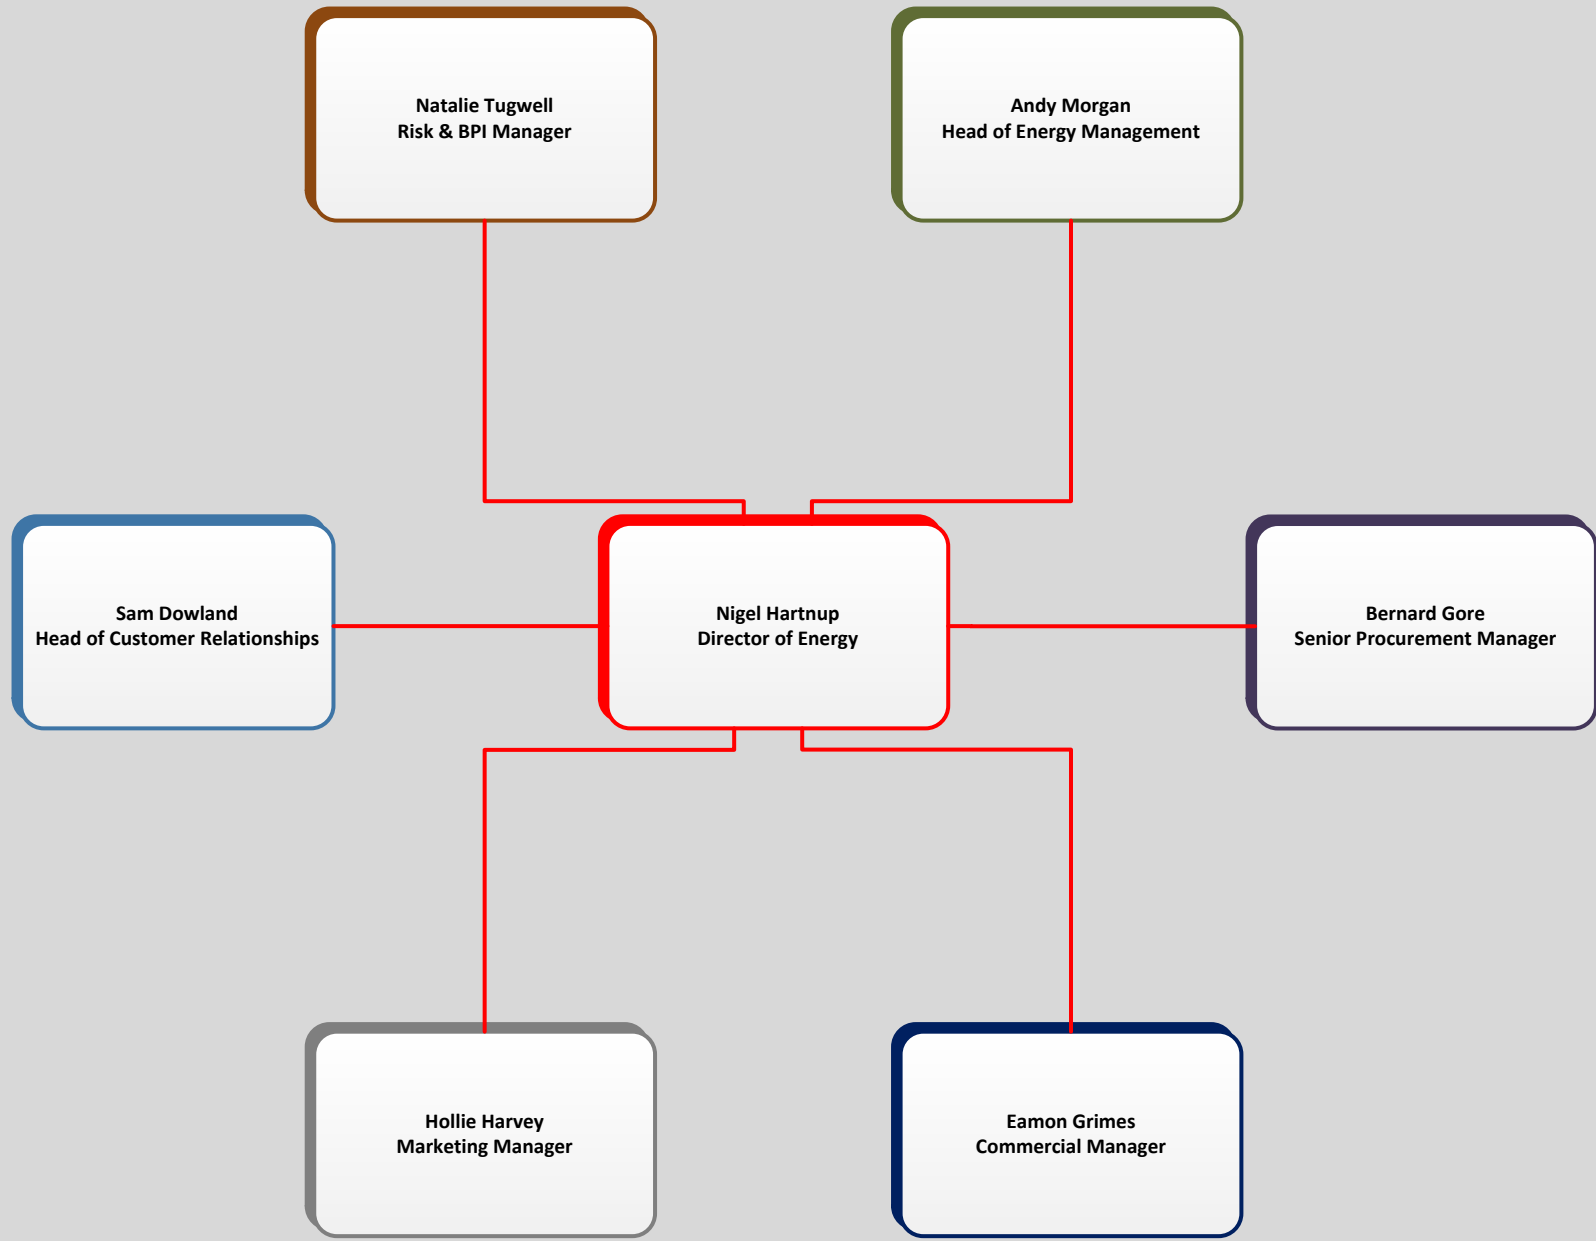 Natalie Tugwell
Risk & BPI Manager
Andy Morgan
Head of Energy Management
Sam Dowland
Head of Customer Relationships
Nigel Hartnup
Director of Energy
Bernard Gore
Senior Procurement Manager
Hollie Harvey
Marketing Manager
Eamon Grimes
Commercial Manager